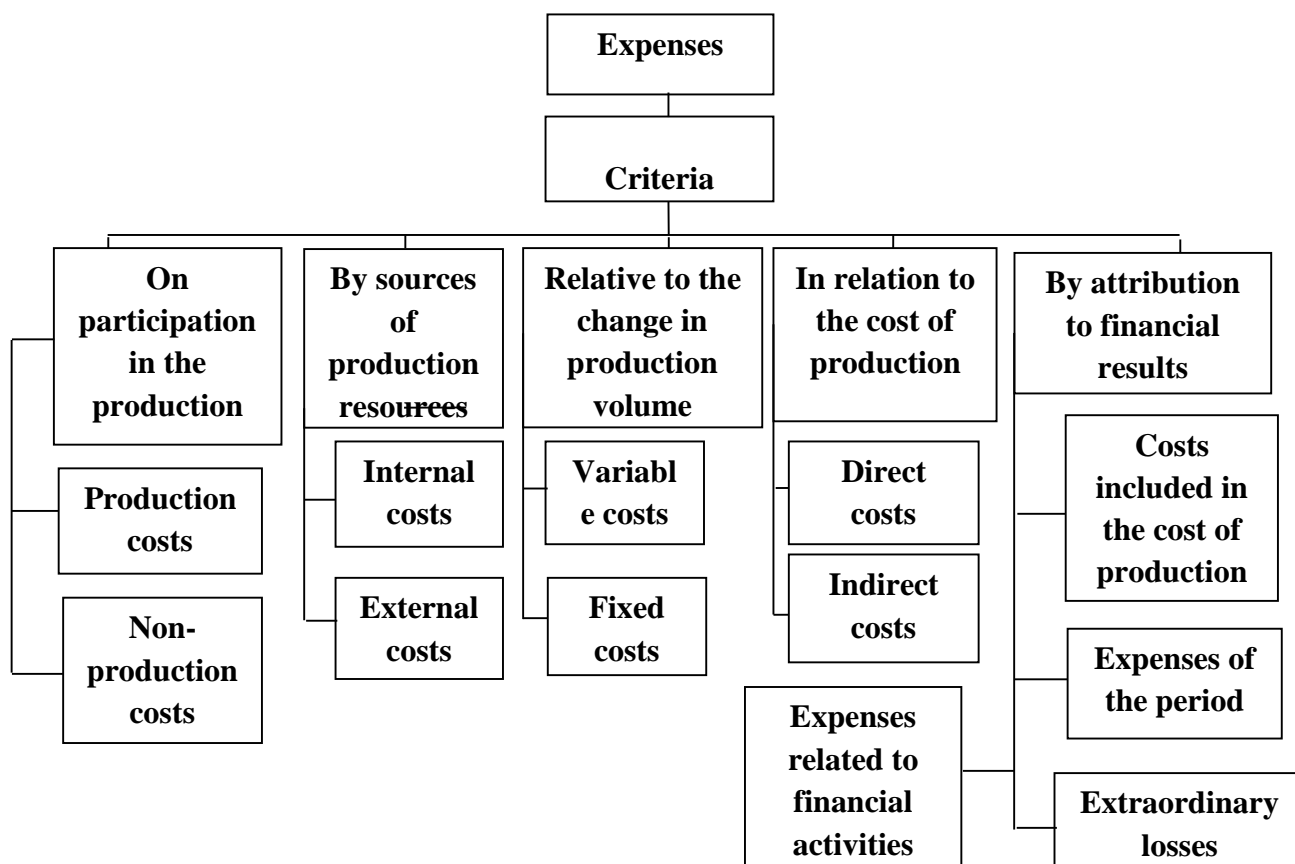 Expenses
Criteria
On
participation
in the
production
Production
costs
Non-
production
costs
By sources
of
production
resources
Internal
costs
External
costs
Relative to the
change in
production
volume
Variabl
e costs
Fixed
costs
In relation to
the cost of
production
Direct
costs
Indirect
costs
By attribution
to financial
results
Costs
included in
the cost of
production
Expenses of
the period
Expenses
related to
financial
activities
Extraordinary
losses